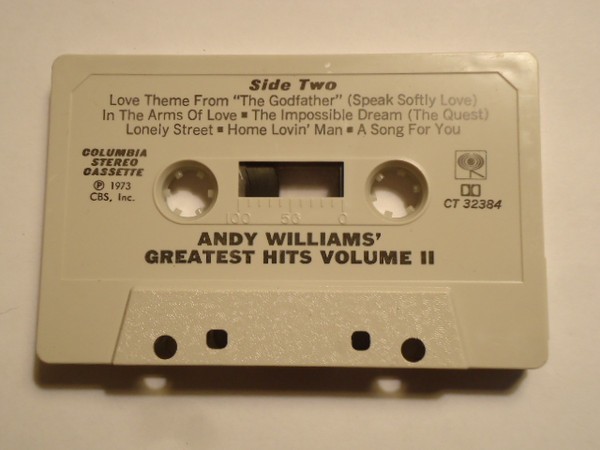 Side Two
Love Theme From "The Godfather" (Speak Softly Love)
In The Arms Of Love ▪ The Impossible Dream (The Quest)
Lonely Street ▪ Home Lovin' Man ▪ A Song For You
COLUMBIA
STEREO
CASSETTE
Ⓟ 1973
CBS, Inc.
CT 32384
100 50 0
ANDY WILLIAMS'
GREATEST HITS VOLUME II